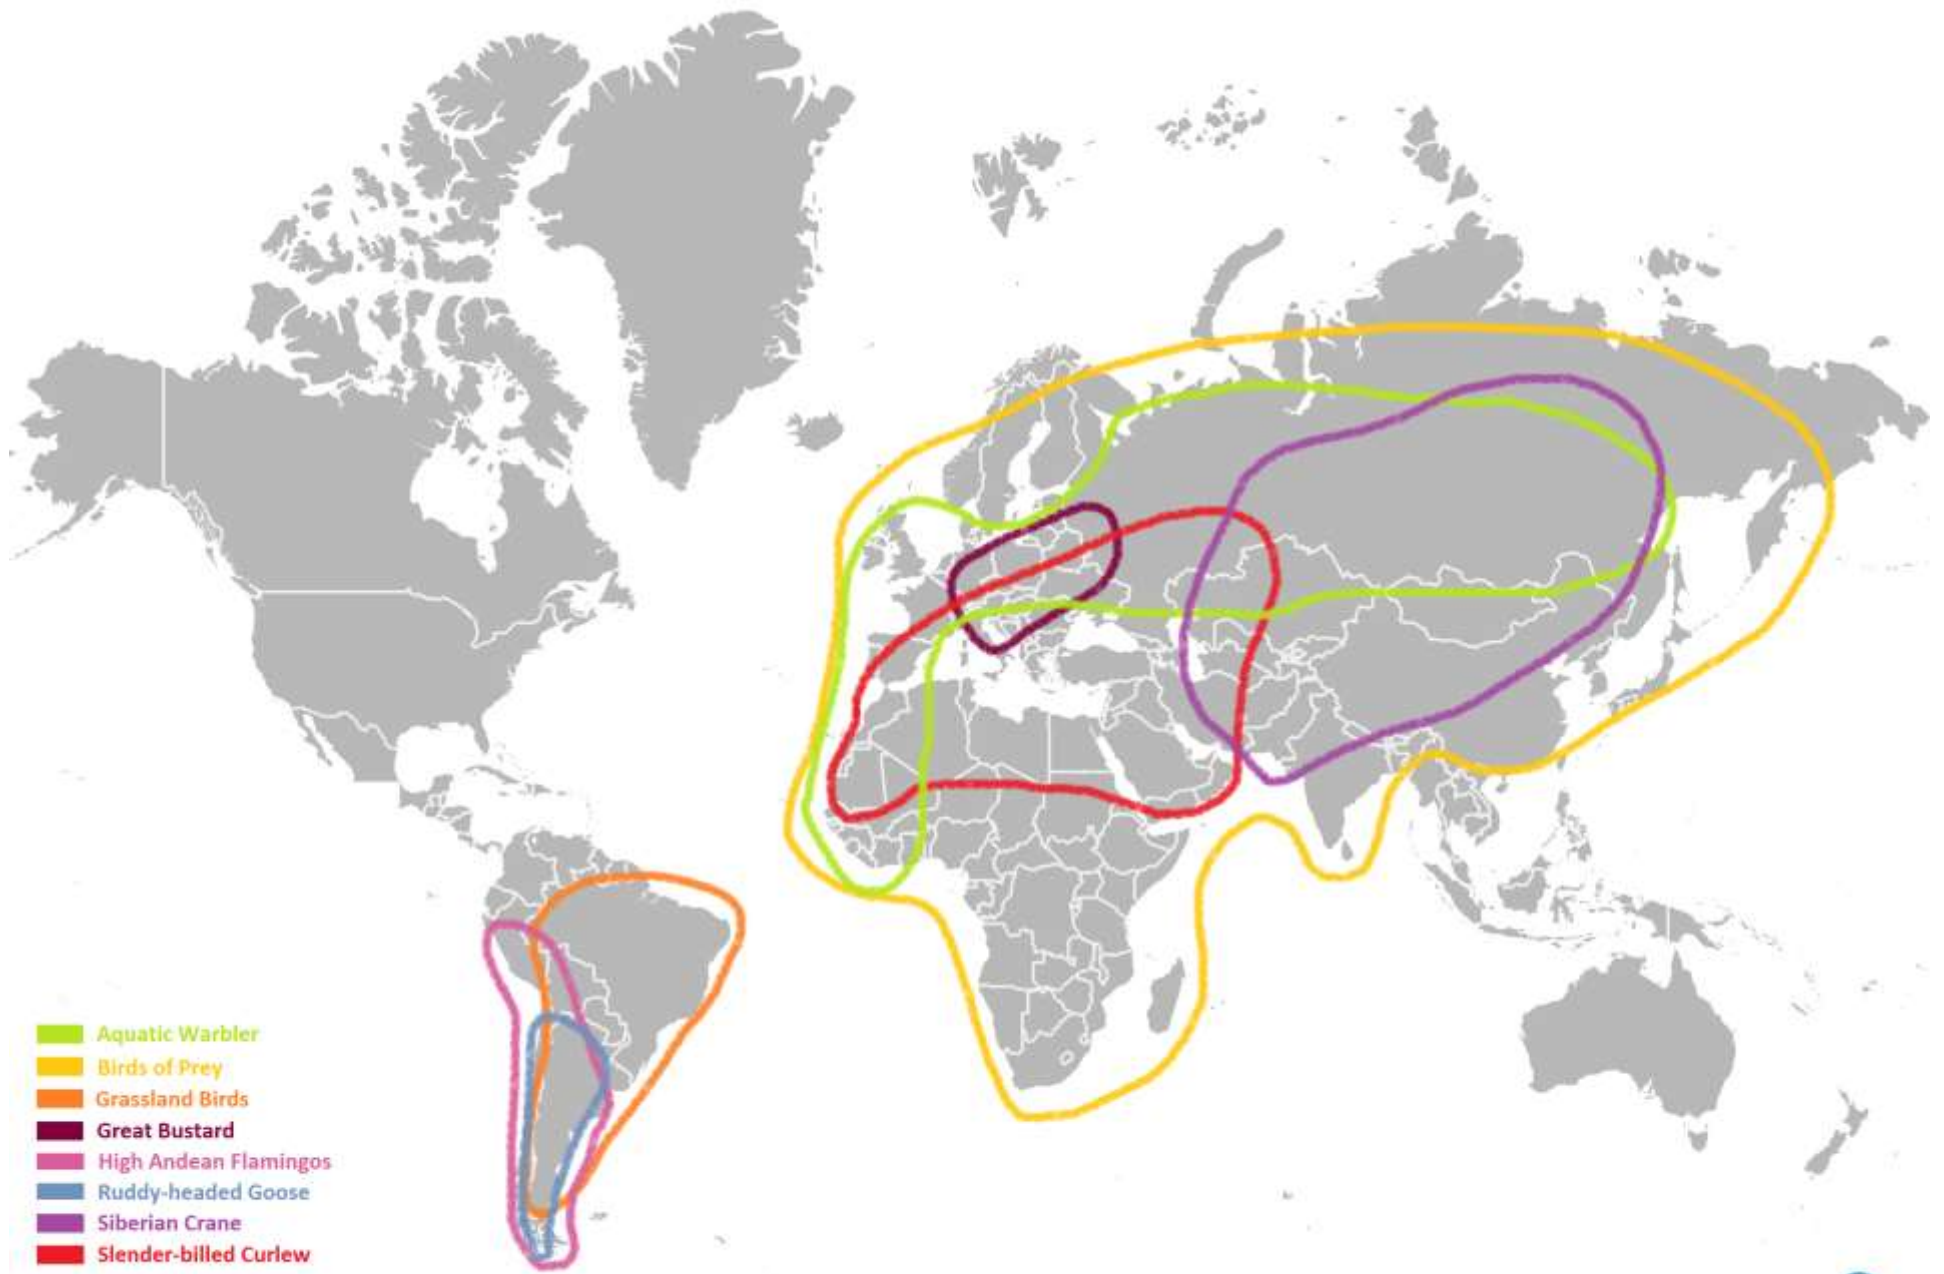 Aquatic Warbler
Birds of Prey
Grassland Birds
Great Bustard
High Andean Flamingos
Ruddy-headed Goose
Siberian Crane
Slender-billed Curlew